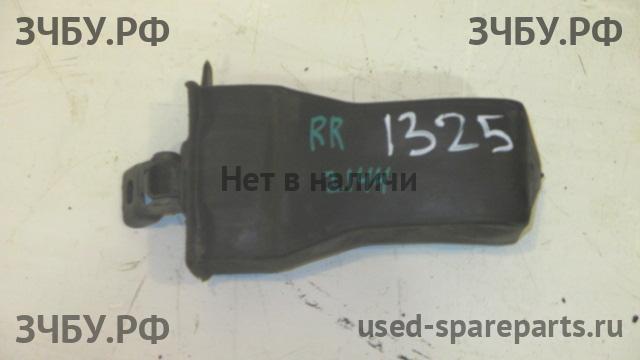 ЗЧБУ.РФ
ЗЧБУ.РФ
RR
1325
Нет в наличи
ЗЧБУ.РФ
used-spareparts.ru